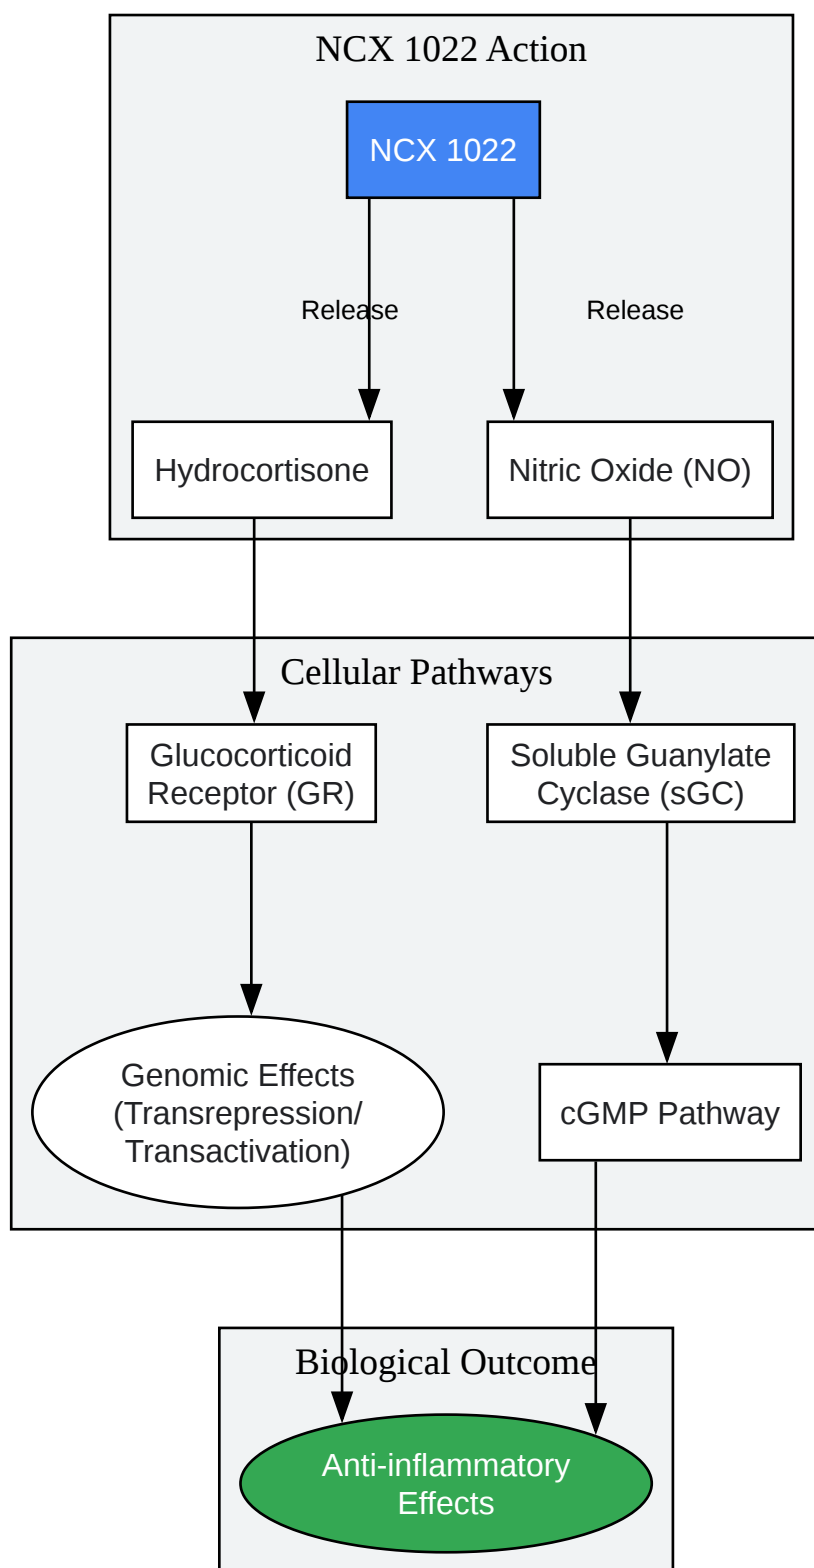 NCX 1022 Action
NCX 1022
Release
Release
Hydrocortisone
Nitric Oxide (NO)
Cellular Pathways
Glucocorticoid
Receptor (GR)
Soluble Guanylate
Cyclase (sGC)
Genomic Effects
(Transrepression/
Transactivation)
cGMP Pathway
Biological Outcome
Anti-inflammatory
Effects